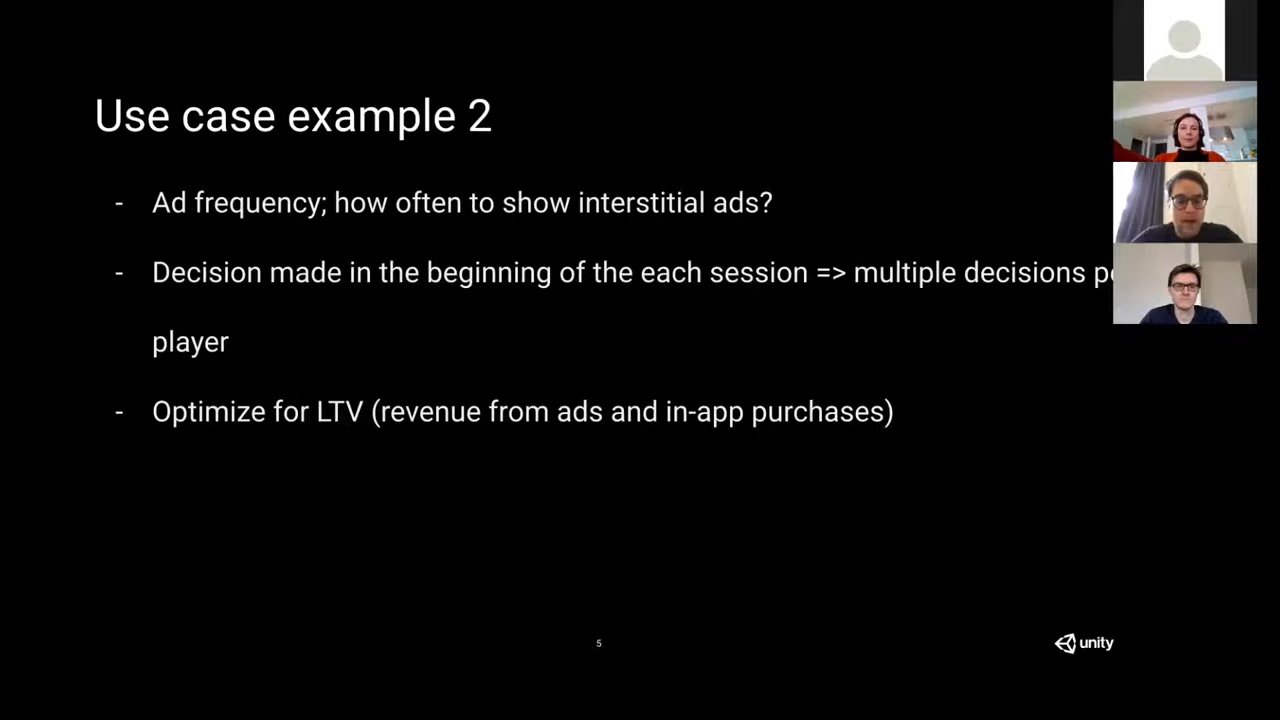 Use case example 2
- Ad frequency; how often to show interstitial ads?
- Decision made in the beginning of the each session => multiple decisions
player
- Optimize for LTV (revenue from ads and in-app purchases)
5
unity